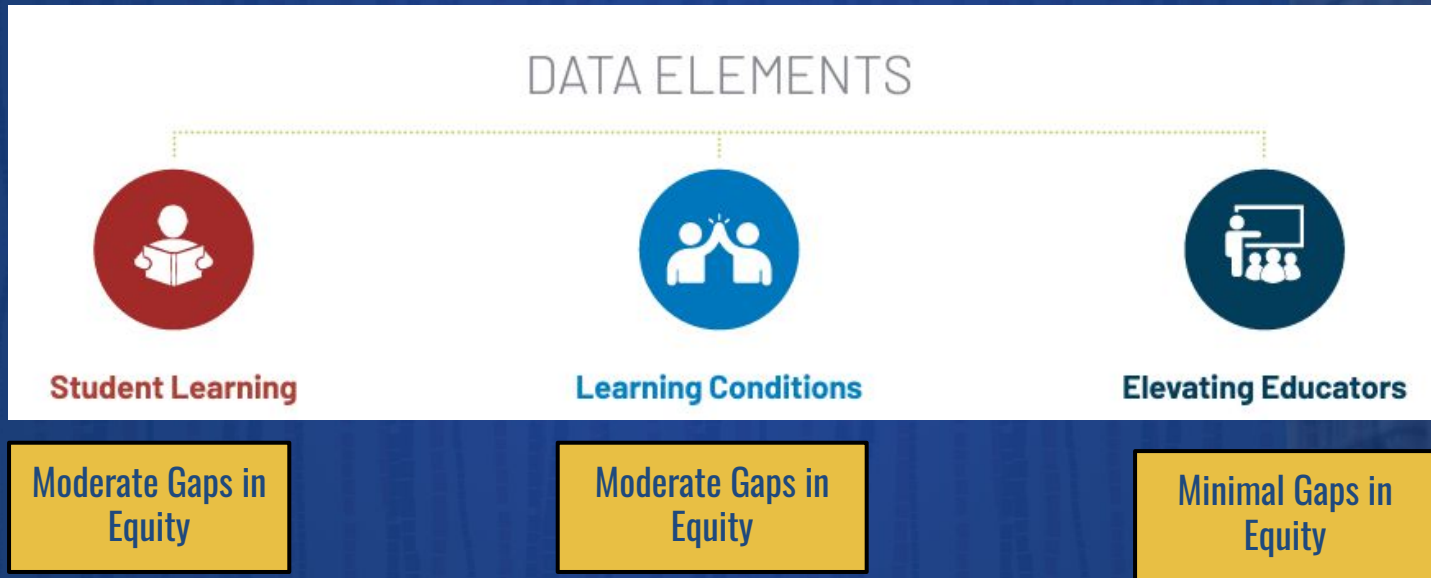 DATA ELEMENTS
Student Learning
Learning Conditions
Elevating Educators
Moderate Gaps in
Equity
Moderate Gaps in
Equity
Minimal Gaps in
Equity